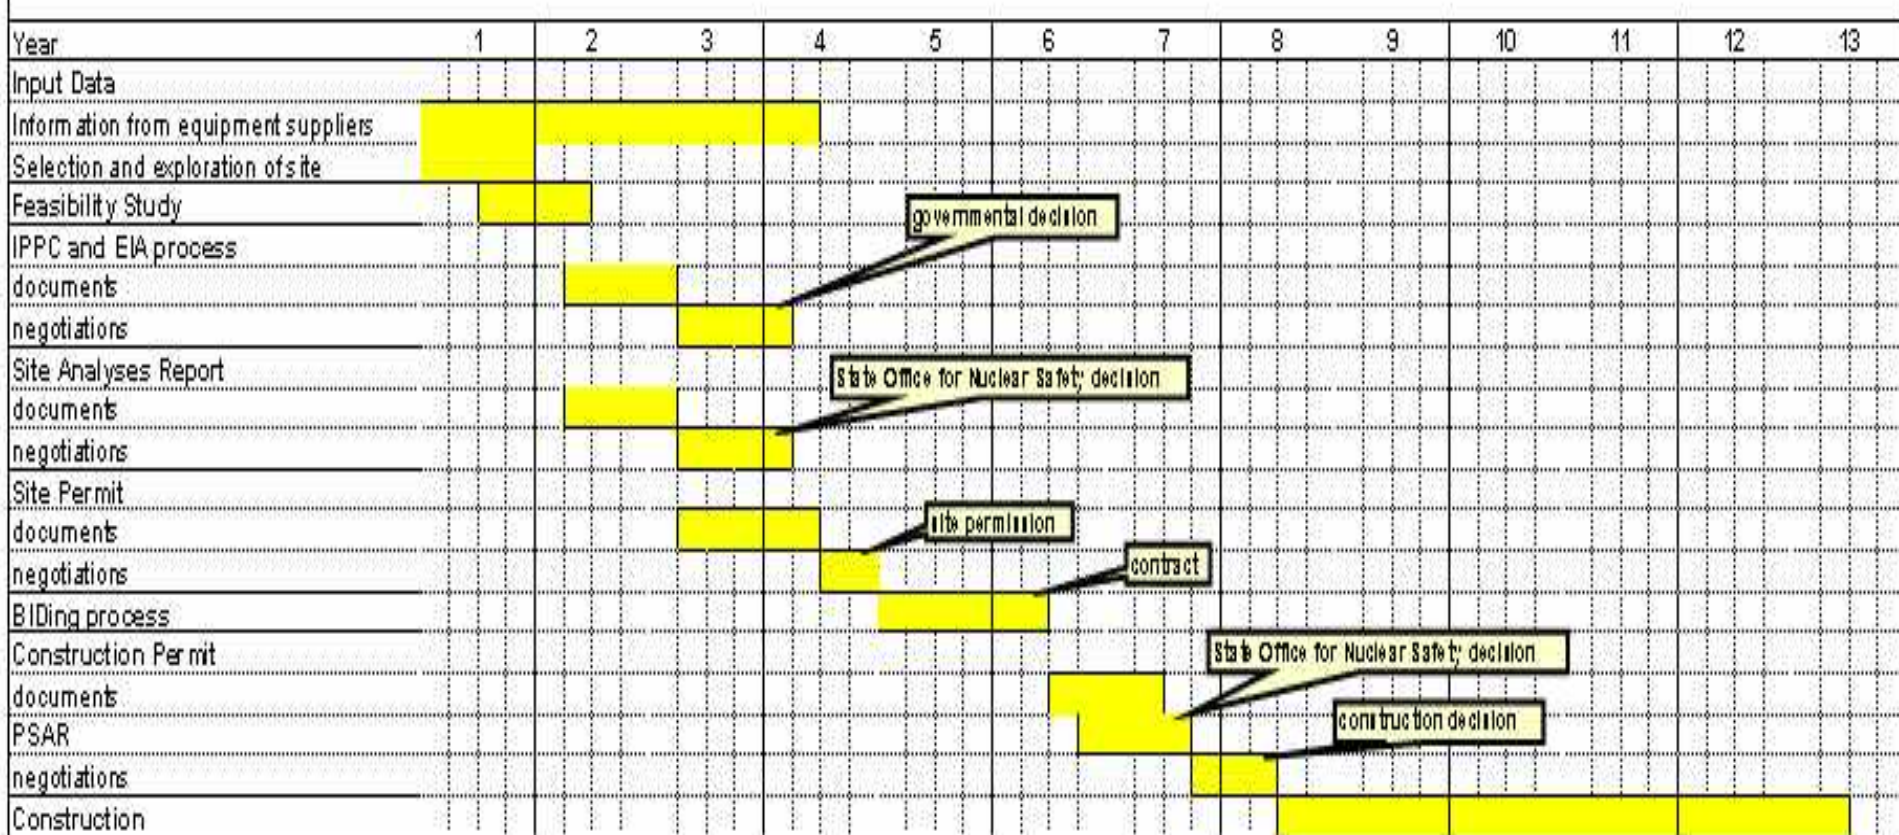 Year 1 2 3 4 5 6 7 8 9 10 11 12 13
Input Data
Information from equipment suppliers
Selection and exploration of site
Feasibility Study
governmental decision
IPPC and EIA process
documents
negotiations
Site Analyses Report
State Office for Nuclear Safety decision
documents
negotiations
Site Permit
documents
site permission
negotiations
contract
BIDing process
Construction Permit
State Office for Nuclear Safety decision
documents
construction decision
PSAR
negotiations
Construction